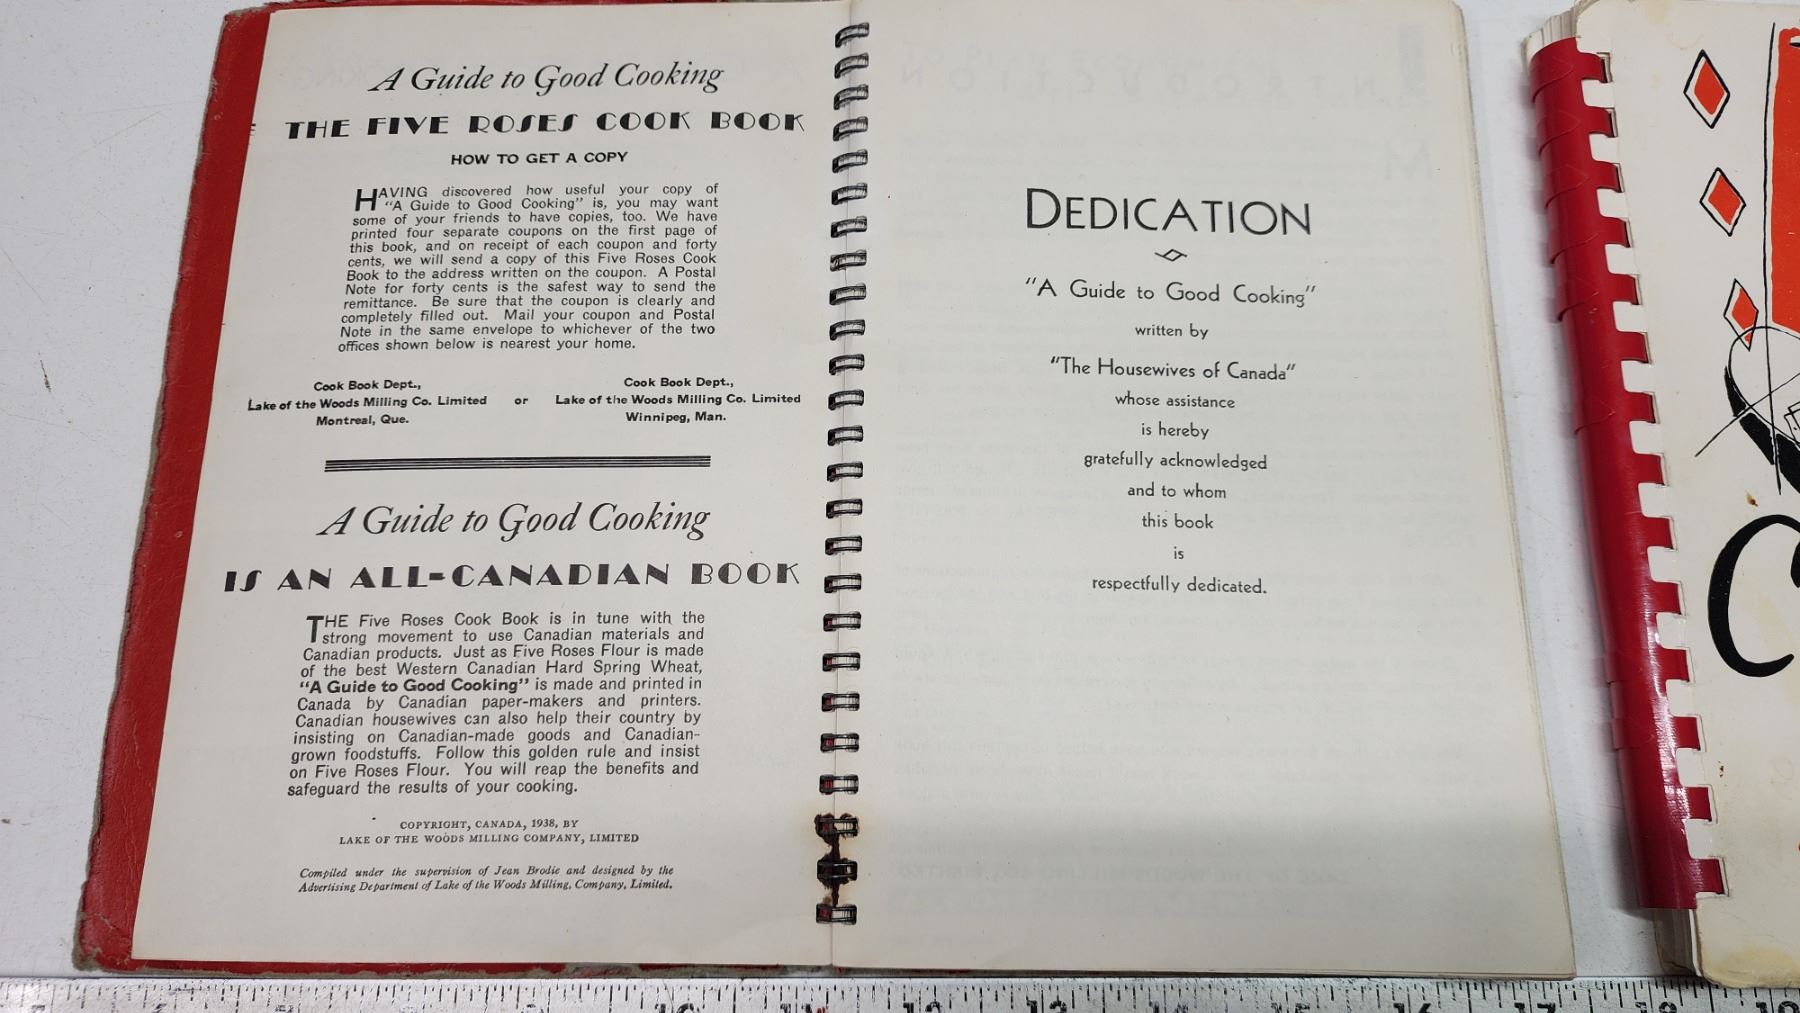 A Guide to Good Cooking
THE FIVE ROSES COOK BOOK
HOW TO GET A COPY
HAVING discovered how useful your copy of
"A Guide to Good Cooking" is, you may want
some of your friends to have copies, too. We have
printed four separate coupons on the first page of
this book, and on receipt of each coupon and forty
cents, we will send a copy of this Five Roses Cook
Book to the address written on the coupon. A Postal
Note for forty cents is the safest way to send the
remittance. Be sure that the coupon is clearly and
completely filled out. Mail your coupon and Postal
Note in the same envelope to whichever of the two
offices shown below is nearest your home.
Cook Book Dept.,
Lake of the Woods Milling Co. Limited
Montreal, Que.
or
Cook Book Dept.,
Lake of the Woods Milling Co. Limited
Winnipeg, Man.
A Guide to Good Cooking
IS AN ALL-CANADIAN BOOK
THE Five Roses Cook Book is in tune with the
strong movement to use Canadian materials and
Canadian products. Just as Five Roses Flour is made
of the best Western Canadian Hard Spring Wheat,
"A Guide to Good Cooking" is made and printed in
Canada by Canadian paper-makers and printers.
Canadian housewives can also help their country by
insisting on Canadian-made goods and Canadian-
grown foodstuffs. Follow this golden rule and insist
on Five Roses Flour. You will reap the benefits and
safeguard the results of your cooking.
COPYRIGHT, CANADA, 1938, BY
LAKE OF THE WOODS MILLING COMPANY, LIMITED
Compiled under the supervision of Jean Brodie and designed by the
Advertising Department of Lake of the Woods Milling, Company, Limited.
DEDICATION
"A Guide to Good Cooking"
written by
"The Housewives of Canada"
whose assistance
is hereby
gratefully acknowledged
and to whom
this book
is
respectfully dedicated.
C
10 11 12 13 14 15 16 17 18 19